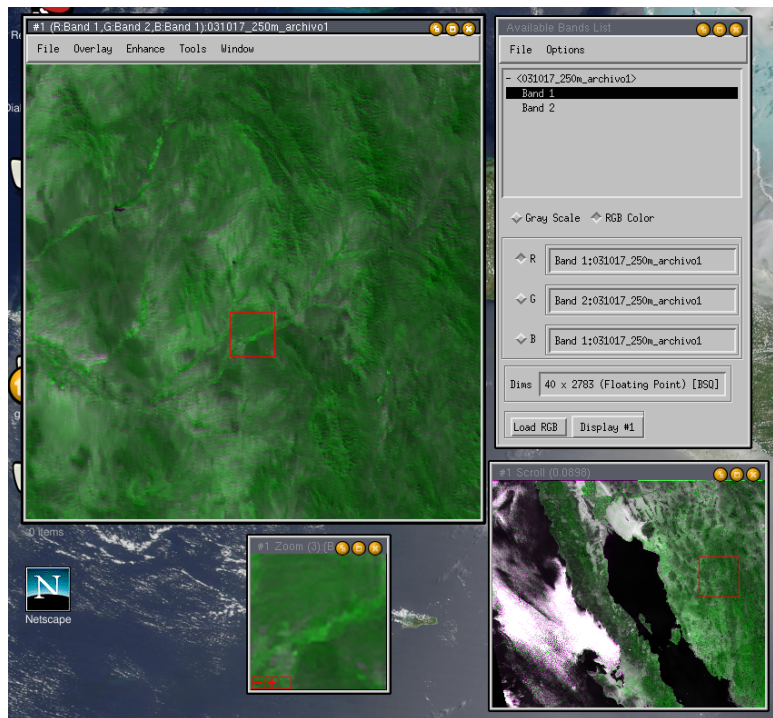 #1 (R:Band 1,G:Band 2,B:Band 1):031017_250m_archivo1
File Overlay Enhance Tools Window
Available Bands List
File Options
- <031017_250m_archivo1>
Band 1
Band 2
Gray Scale RGB Color
R Band 1:031017_250m_archivo1
G Band 2:031017_250m_archivo1
B Band 1:031017_250m_archivo1
Dims 40 x 2783 (Floating Point) [BSQ]
Load RGB Display #1
#1 Scroll (0.0898)
0 items
#1 Zoom (3) [B
N
Netscape